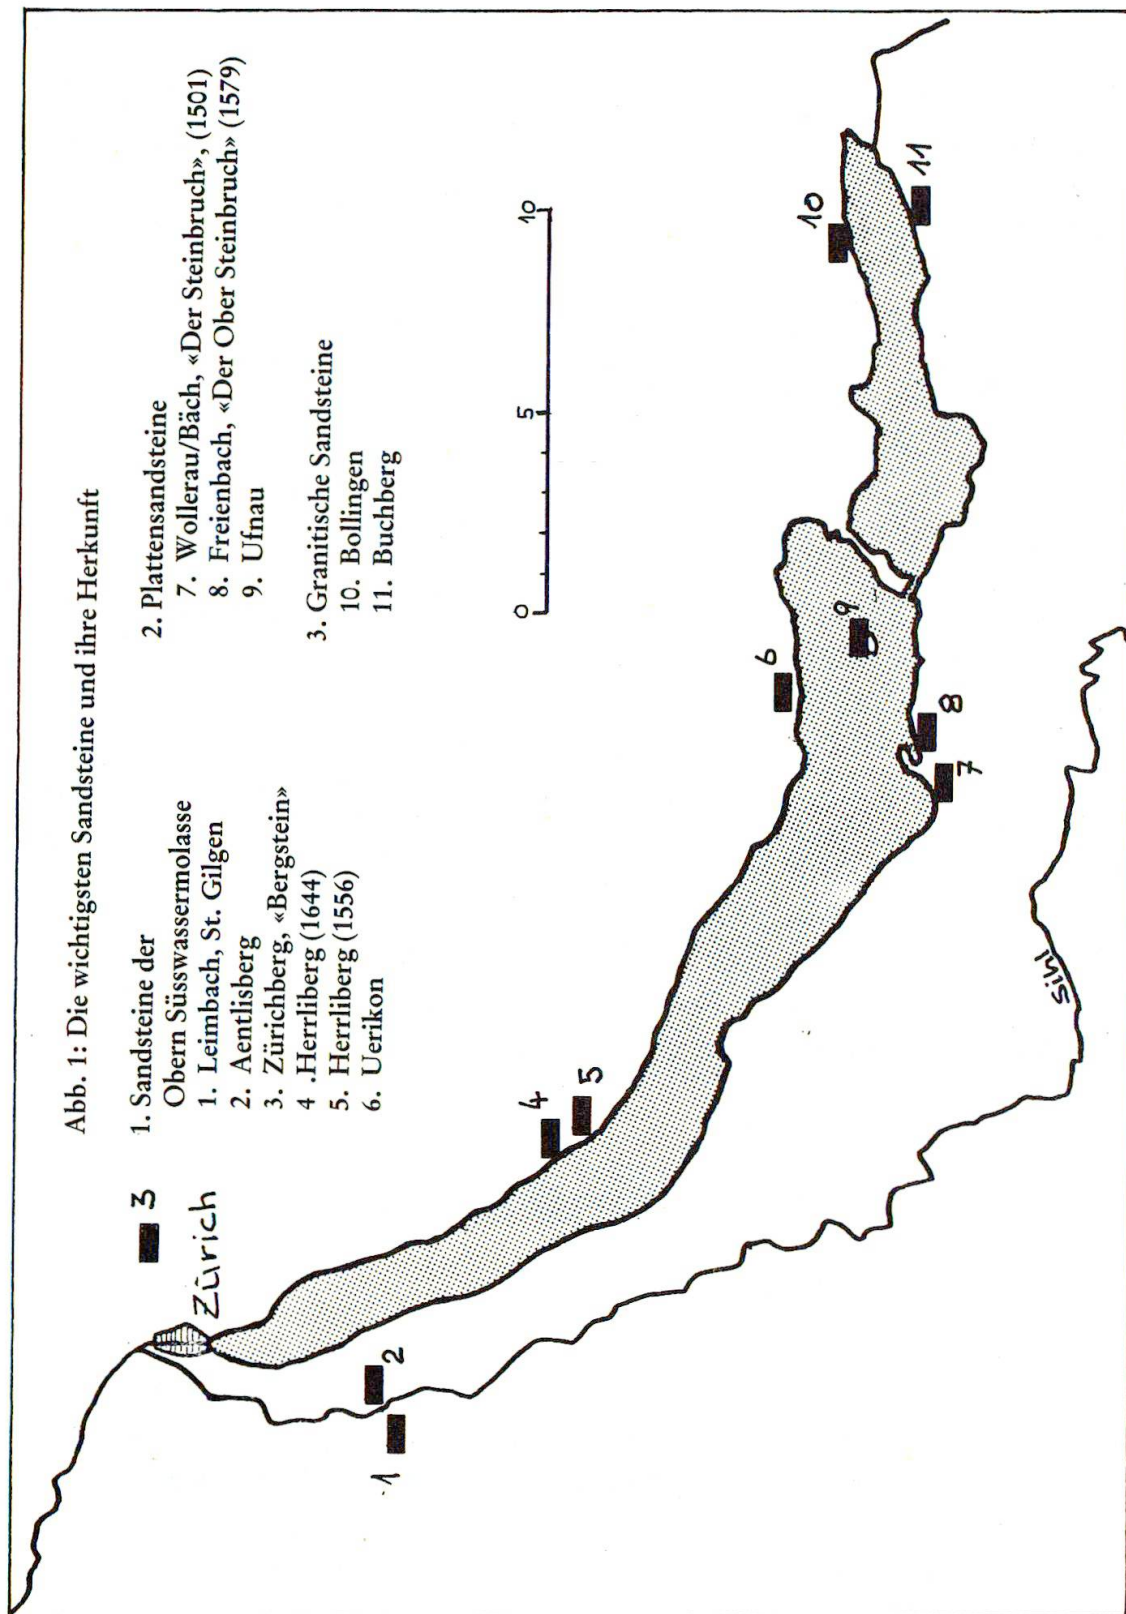 Abb. 1: Die wichtigsten Sandsteine und ihre Herkunft
1. Sandsteine der
Obern Süsswassermolasse
1. Leimbach, St. Gilgen
2. Aentlisberg
3. Zürichberg, «Bergstein»
4 .Herrliberg (1644)
5. Herrliberg (1556)
6. Uerikon
2. Plattensandsteine
7. Wollerau/Bäch, «Der Steinbruch», (1501)
8. Freienbach, «Der Ober Steinbruch» (1579)
9. Ufnau
3. Granitische Sandsteine
10. Bollingen
11. Buchberg
0 5 10
3
Zürich
2
1
4
5
6
9
8
7
10
11
Sihl